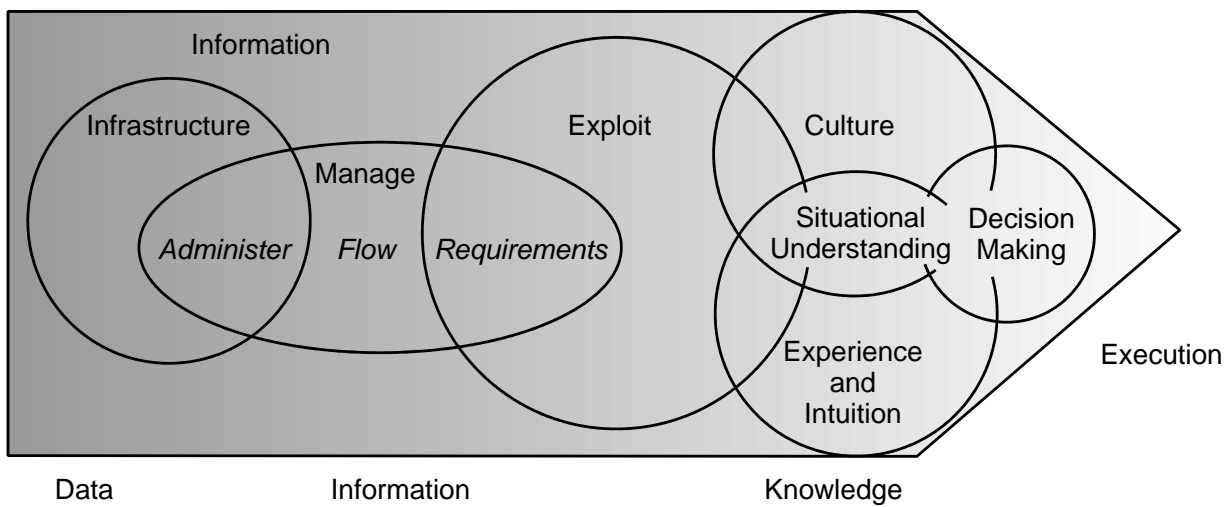 Information
Infrastructure
Exploit
Culture
Manage
Administer
Flow
Requirements
Situational
Understanding
Decision
Making
Experience
and
Intuition
Execution
Data
Information
Knowledge